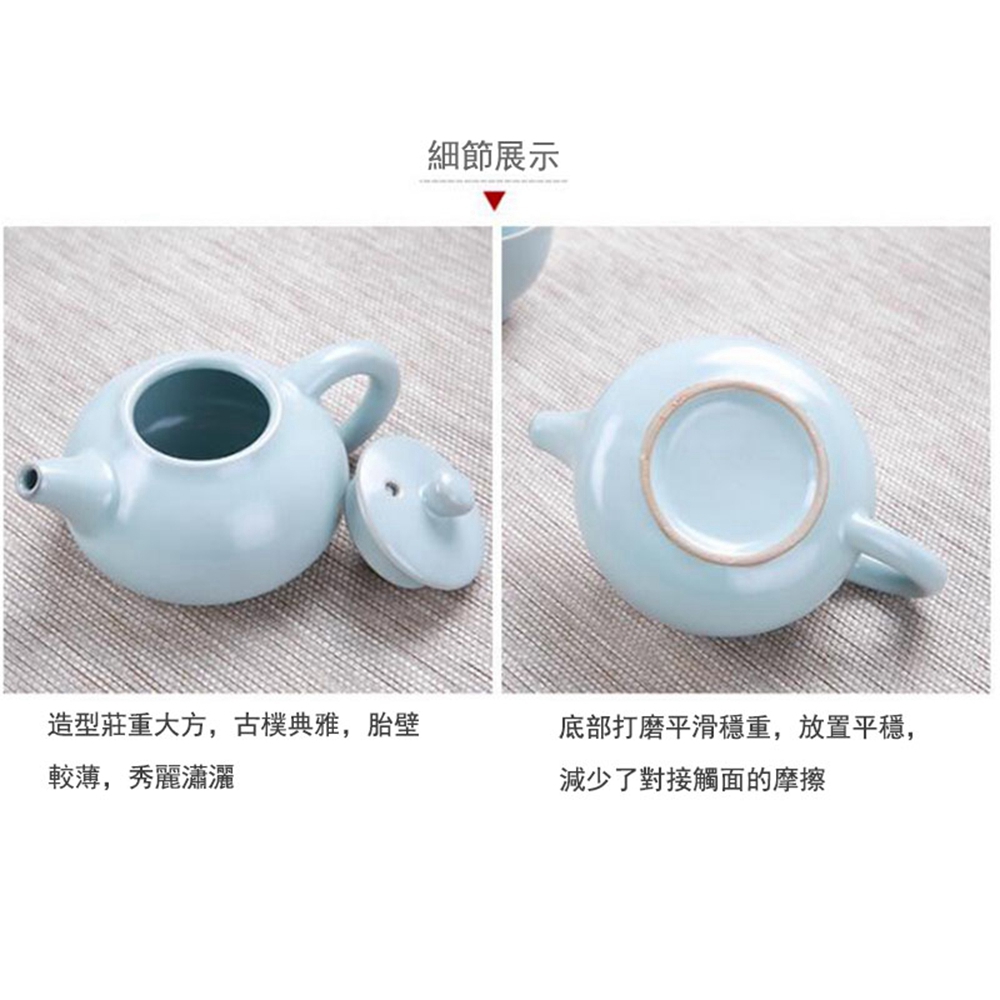 細節展示
造型莊重大方，古樸典雅，胎壁
較薄，秀麗瀟灑
底部打磨平滑穩重，放置平穩，
減少了對接觸面的摩擦